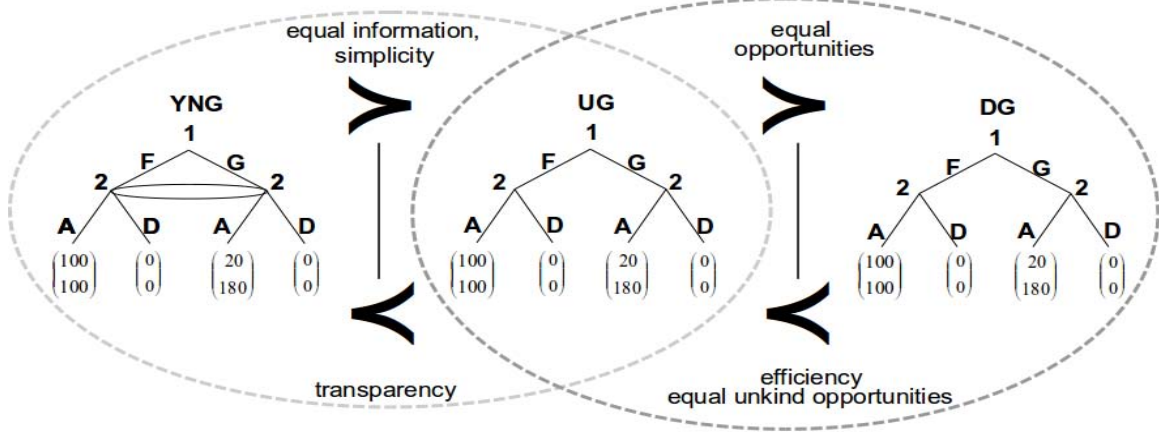 equal information,
simplicity
equal
opportunities
YNG
1
F G
2 2
A D A D
100 0 20 0
100 0 180 0
UG
1
F G
2 2
A D A D
100 0 20 0
100 0 180 0
DG
1
F G
2 2
A D A D
100 0 20 0
100 0 180 0
transparency
efficiency
equal unkind opportunities